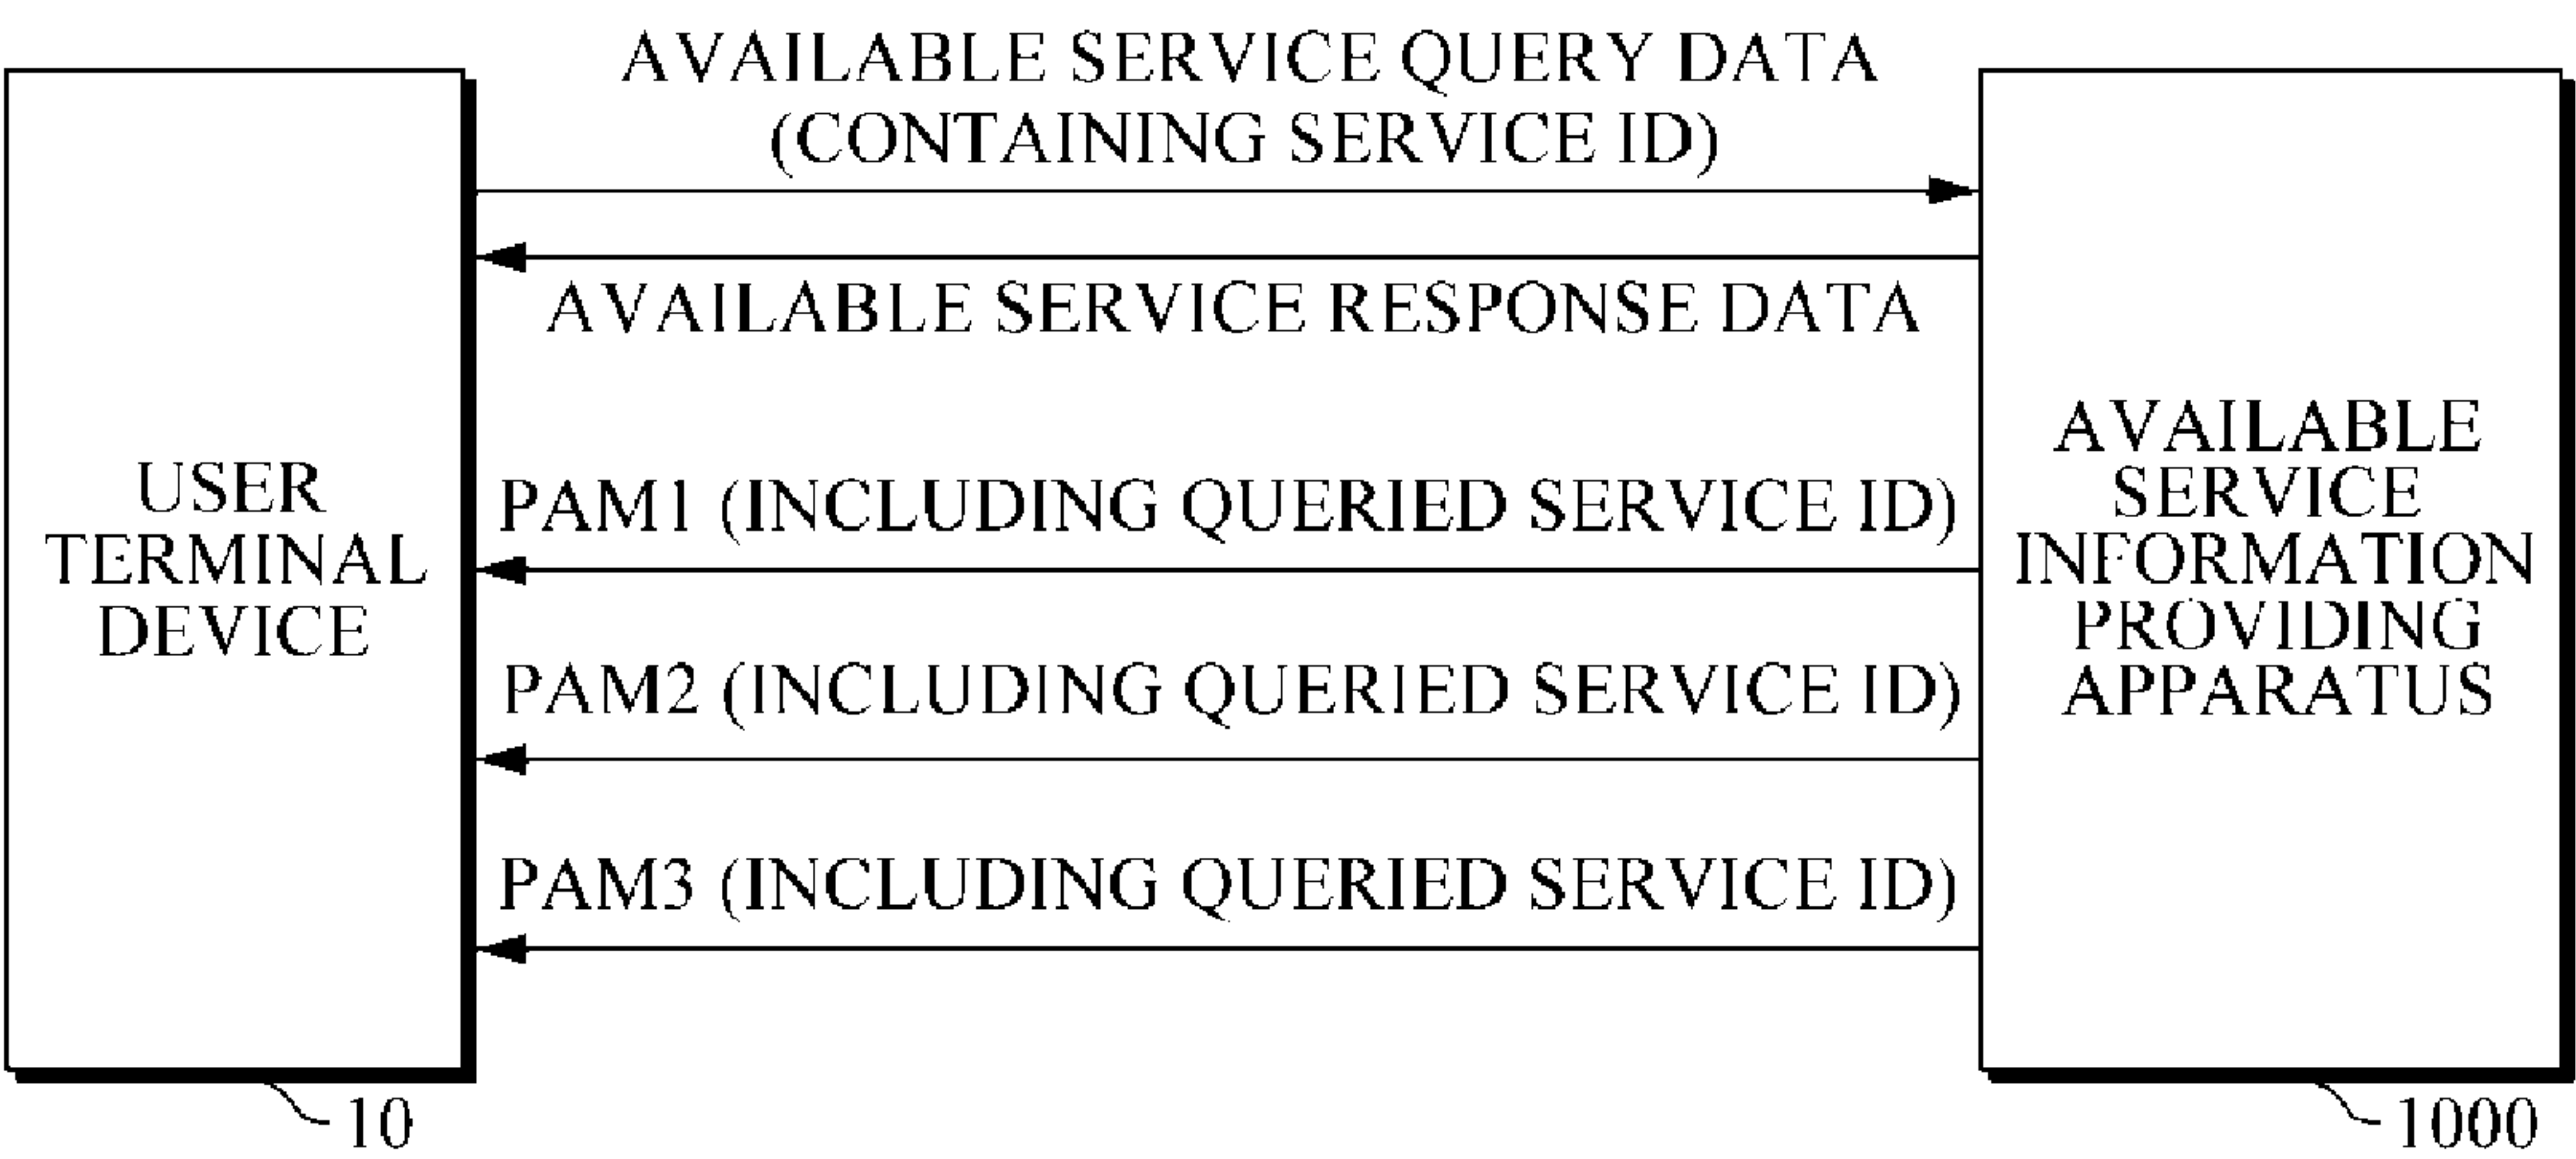 AVAILABLE SERVICE QUERY DATA
(CONTAINING SERVICE ID)
AVAILABLE SERVICE RESPONSE DATA
USER
TERMINAL
DEVICE
PAM1 (INCLUDING QUERIED SERVICE ID)
PAM2 (INCLUDING QUERIED SERVICE ID)
PAM3 (INCLUDING QUERIED SERVICE ID)
AVAILABLE
SERVICE
INFORMATION
PROVIDING
APPARATUS
10
1000